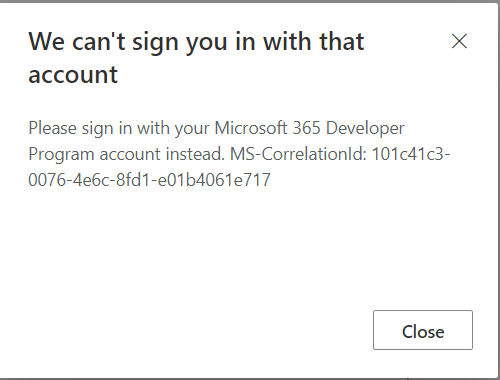 We can't sign you in with that
account
Please sign in with your Microsoft 365 Developer
Program account instead. MS-CorrelationId: 101c41c3-
0076-4e6c-8fd1-e01b4061e717
Close